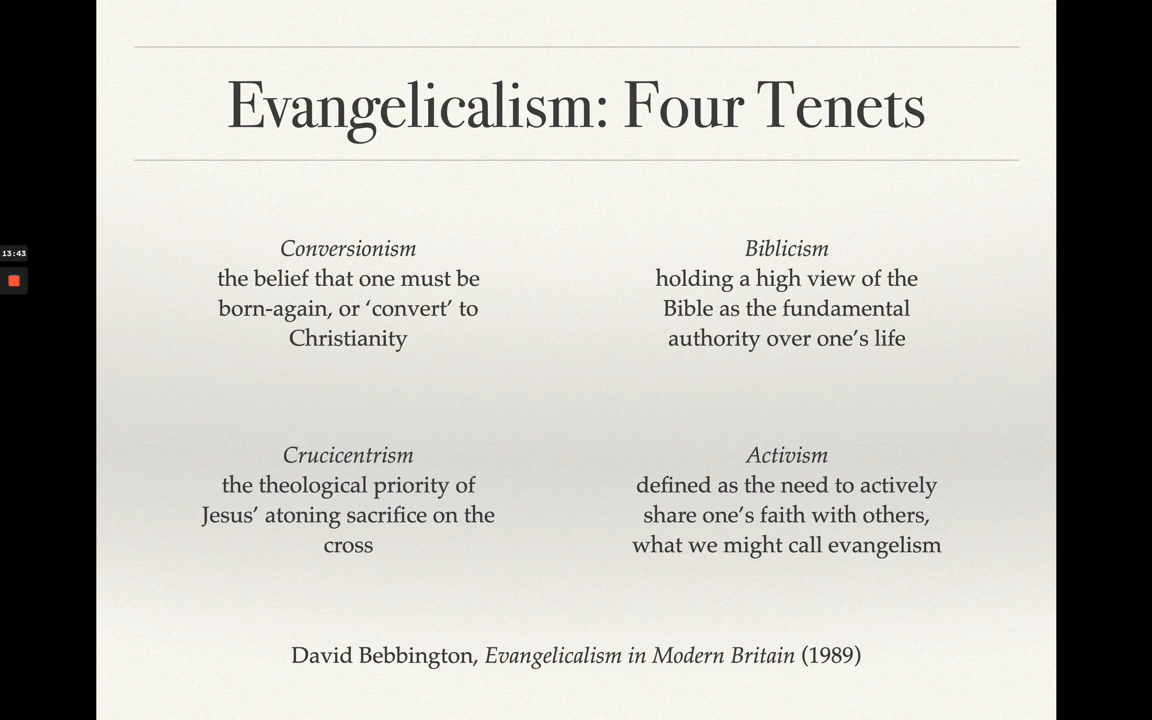 Evangelicalism: Four Tenets
13:43
Conversionism
the belief that one must be
born-again, or ‘convert’ to
Christianity
Biblicism
holding a high view of the
Bible as the fundamental
authority over one’s life
Crucicentrism
the theological priority of
Jesus’ atoning sacrifice on the
cross
Activism
defined as the need to actively
share one’s faith with others,
what we might call evangelism
David Bebbington, Evangelicalism in Modern Britain (1989)